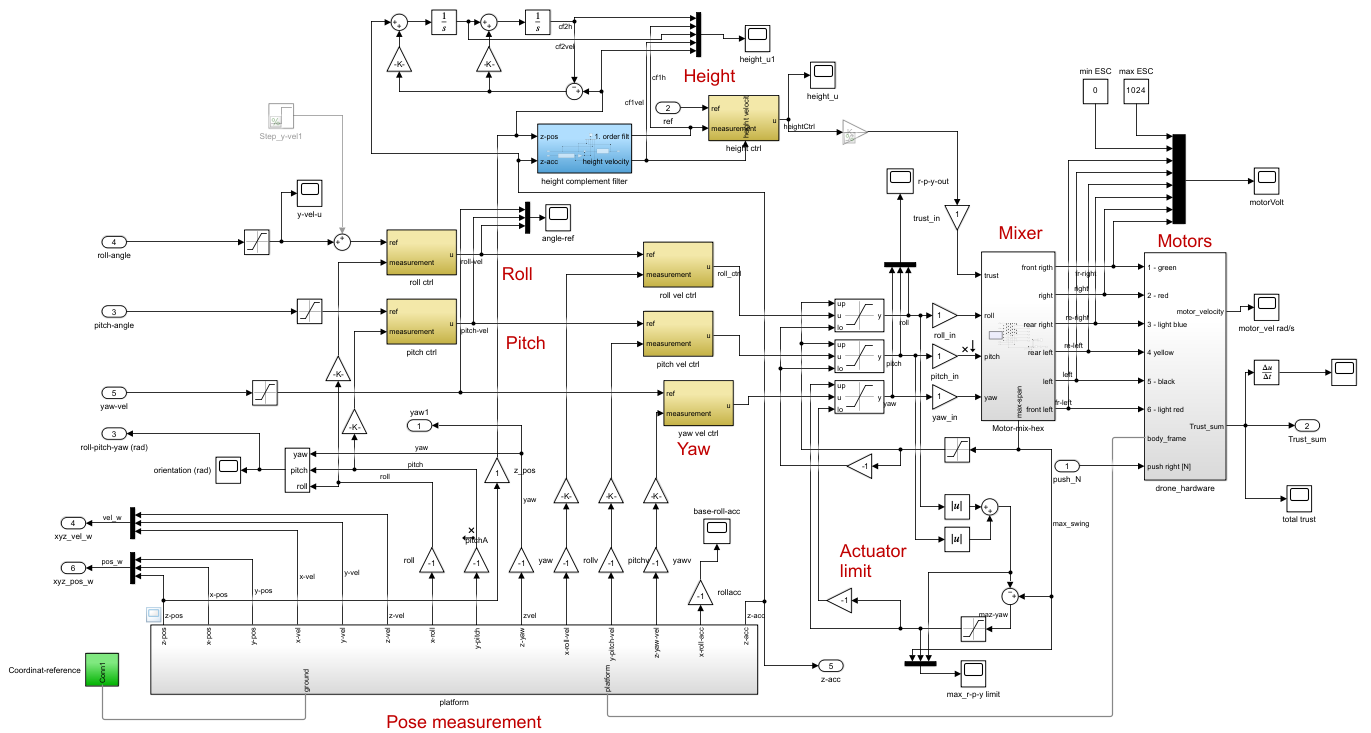 1
s
1
s
cf2h
cf2vel
-K-
-K-
height_u1
Height
cf1h
cf1vel
min ESC
max ESC
0
1024
height_u
2
ref
ref
measurement
u
height velocit
height ctrl
heightCtrl
Step_y-vel1
z-pos
z-acc
1. order filt
height velocity
height complement filter
r-p-y-out
trust_in
1
motorVolt
y-vel-u
angle-ref
4
roll-angle
ref
measurement
u
roll ctrl
roll-vel
Roll
ref
measurement
u
roll vel ctrl
roll_ctrl
Mixer
Motors
3
pitch-angle
ref
measurement
u
pitch ctrl
pitch-vel
Pitch
ref
measurement
u
pitch vel ctrl
5
yaw-vel
ref
measurement
u
yaw vel ctrl
Yaw
up
u
lo
y
roll
up
u
lo
y
pitch
up
u
lo
y
yaw
1
roll_in
1
pitch_in
1
yaw_in
trust
roll
pitch
yaw
front rigth
right
rear right
rear left
left
front left
max-span
Motor-mix-hex
fr-right
right
re-right
re-left
left
fr-left
1 - green
2 - red
3 - light blue
4 yellow
5 - black
6 - light red
body_frame
push right [N]
motor_velocity
Trust_sum
drone_hardware
motor_vel rad/s
Δu
Δt
2
Trust_sum
total trust
1
push_N
-K-
-K-
3
roll-pitch-yaw (rad)
orientation (rad)
yaw
pitch
roll
yaw1
1
yaw
pitch
roll
1
z_pos
yaw
-K-
-K-
-K-
-1
|u|
|u|
max_swing
4
xyz_vel_w
vel_w
6
xyz_pos_w
pos_w
x-pos
y-pos
x-vel
y-vel
z-vel
roll
-1
pitchA
-1
-1
yaw
-1
rollv
-1
pitchv
-1
yawv
base-roll-acc
-1
rollacc
Actuator
limit
-1
maz-yaw
max_r-p-y limit
z-pos
zvel
z-acc
z-pos
x-pos
y-pos
x-vel
y-vel
z-vel
x-roll
y-pitch
z-yaw
x-roll-vel
y-pitch-vel
z-yaw-vel
x-roll-acc
z-acc
ground
platform
platform
5
z-acc
Coordinat-reference
Conn1
Pose measurement